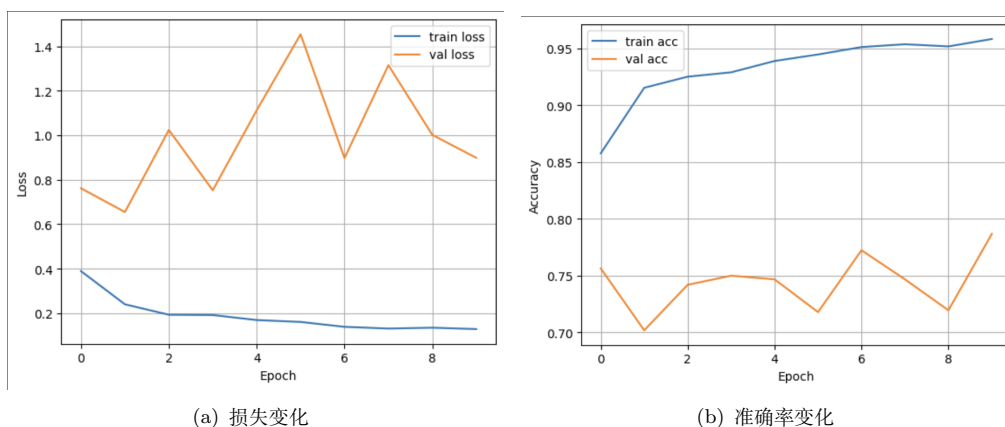 train loss
val loss
1.4
1.2
1.0
0.8
0.6
0.4
0.2
Loss
0 2 4 6 8
Epoch
(a) 损失变化
train acc
val acc
0.95
0.90
0.85
0.80
0.75
0.70
Accuracy
0 2 4 6 8
Epoch
(b) 准确率变化